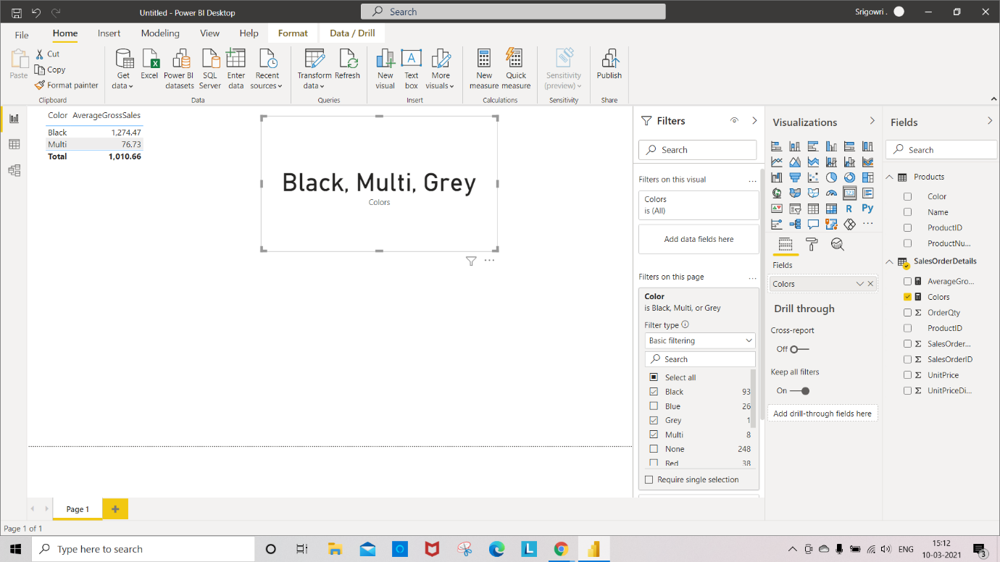 Untitled - Power BI Desktop
Search
Srigowri .
File Home Insert Modeling View Help Format Data / Drill
Paste
Cut
Copy
Format painter
Clipboard
Get data
Excel
Power BI datasets
SQL Server
Enter data
Recent sources
Data
Transform data
Refresh
Queries
New visual
Text box
More visuals
Insert
New measure
Quick measure
Calculations
Sensitivity (preview)
Sensitivity
Publish
Share
Color AverageGrossSales
Black 1,274.47
Multi 76.73
Total 1,010.66
Black, Multi, Grey
Colors
Filters
Search
Filters on this visual ...
Colors
is (All)
Add data fields here
Filters on this page ...
Color
is Black, Multi, or Grey
Filter type
Basic filtering
Search
Select all
Black 93
Blue 26
Grey 1
Multi 8
None 248
Red 38
Require single selection
Visualizations
123
R Py
...
Fields
Colors
Drill through
Cross-report
Off
Keep all filters
On
Add drill-through fields here
Fields
Search
Products
Color
Name
ProductID
ProductNu...
SalesOrderDetails
AverageGro...
Colors
OrderQty
ProductID
SalesOrder...
SalesOrderID
UnitPrice
UnitPriceDi...
Page 1
Page 1 of 1
Type here to search
L
ENG
15:12
10-03-2021
3